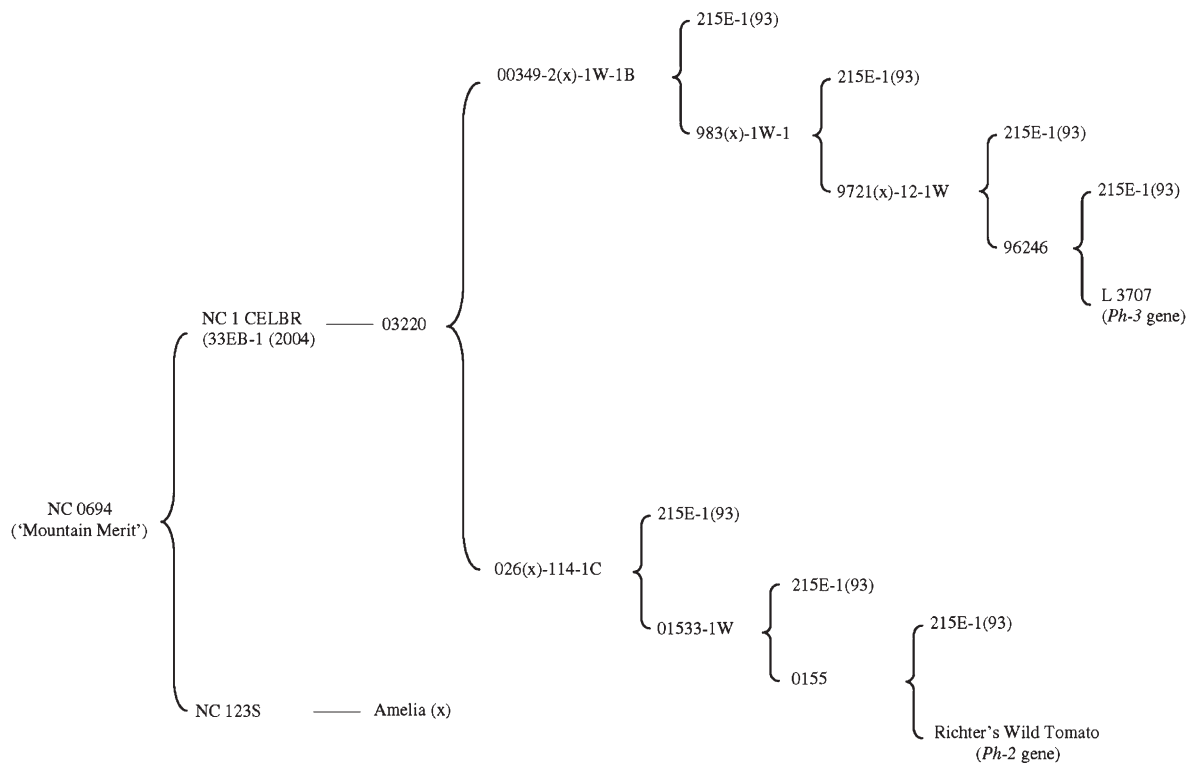 215E-1(93)
00349-2(x)-1W-1B
215E-1(93)
983(x)-1W-1
215E-1(93)
9721(x)-12-1W
215E-1(93)
96246
L 3707
(Ph-3 gene)
NC 1 CELBR
03220
(33EB-1 (2004)
NC 0694
('Mountain Merit')
215E-1(93)
026(x)-114-1C
215E-1(93)
01533-1W
215E-1(93)
0155
NC 123S
Amelia (x)
Richter's Wild Tomato
(Ph-2 gene)